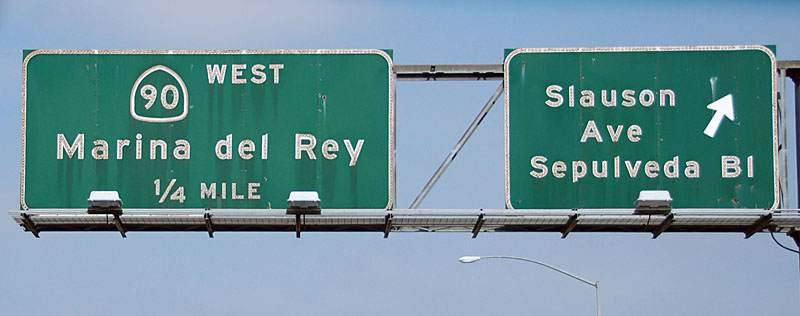 90 WEST
Marina del Rey
1/4 MILE
Slauson
Ave
Sepulveda Bl